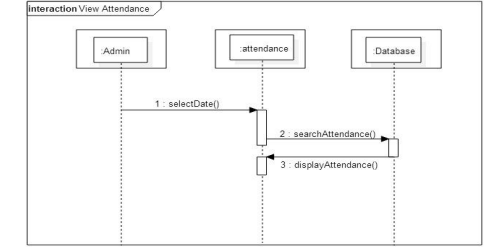 interaction View Attendance
:Admin
:attendance
:Database
1 : selectDate()
2 : searchAttendance()
3 : displayAttendance()